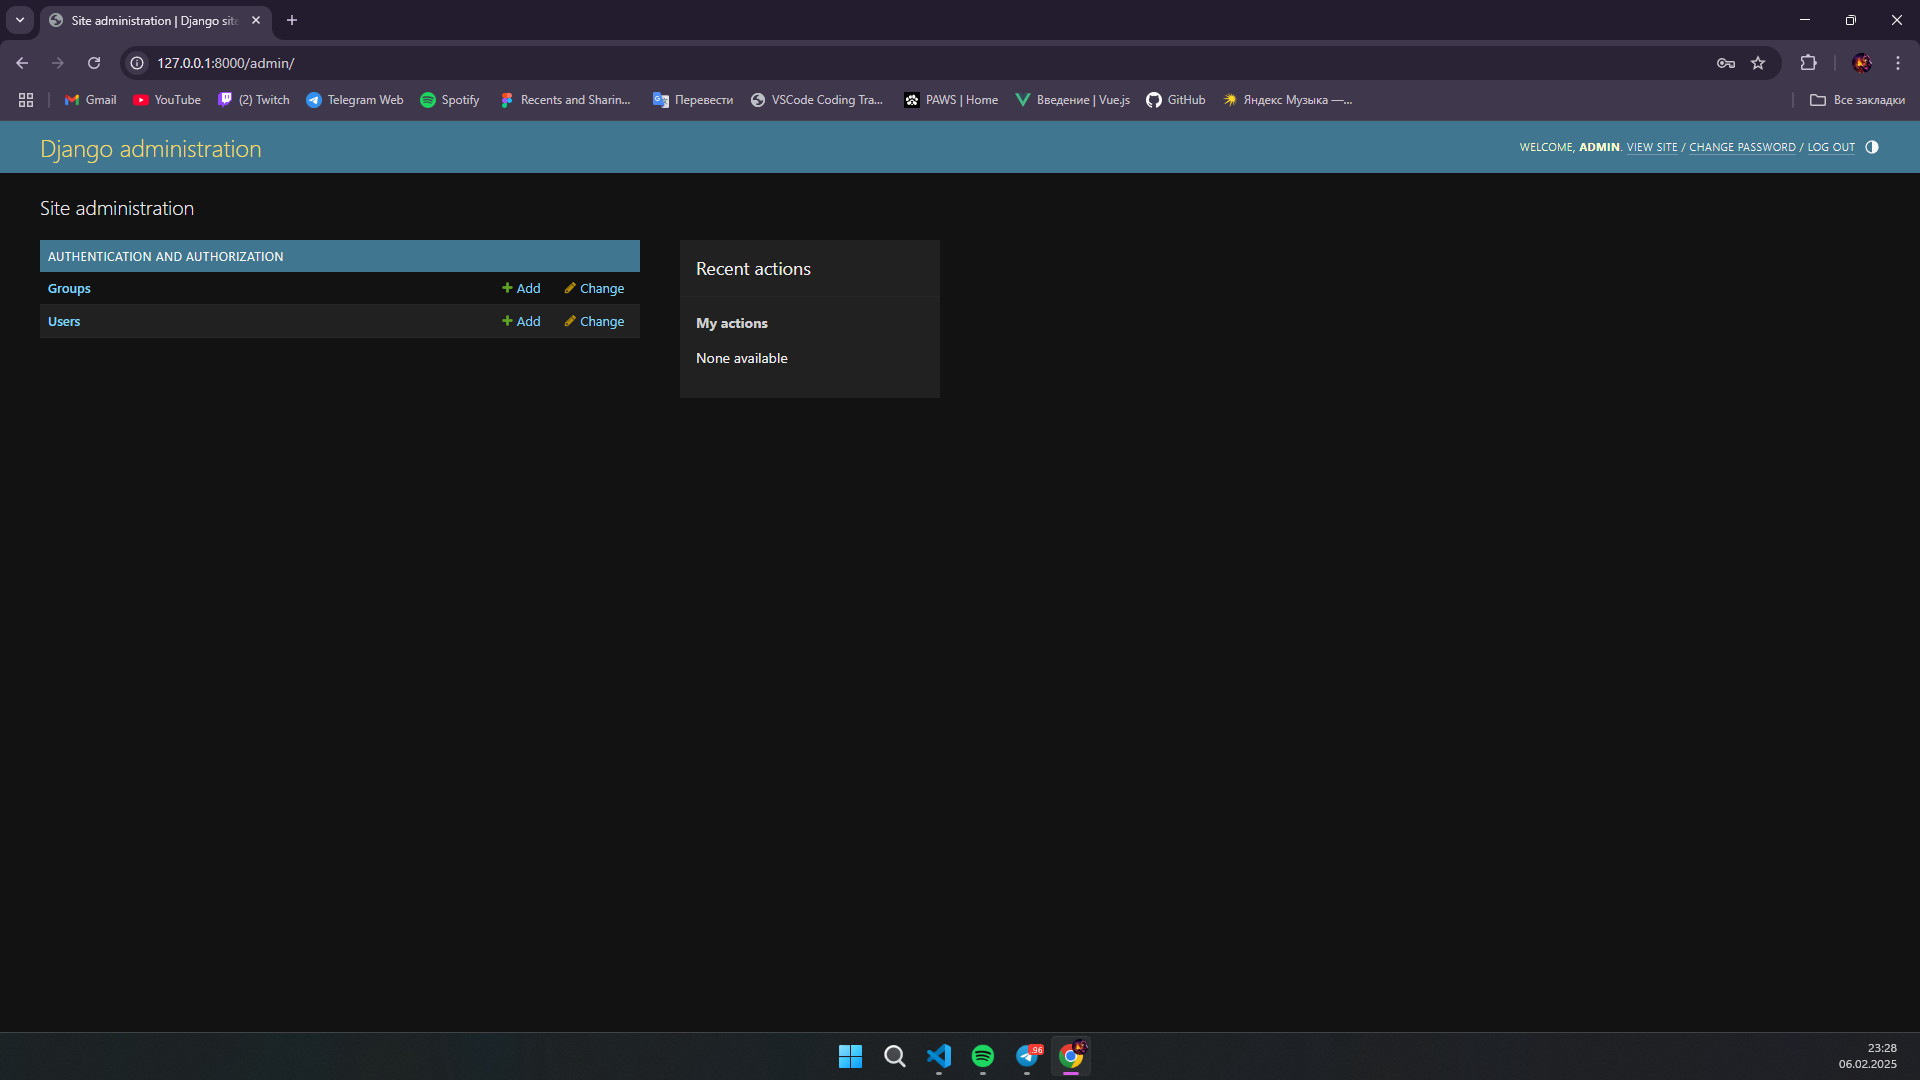 Site administration | Django site
127.0.0.1:8000/admin/
Gmail
YouTube
(2) Twitch
Telegram Web
Spotify
Recents and Sharin...
Перевести
VSCode Coding Tra...
PAWS | Home
Введение | Vue.js
GitHub
Яндекс Музыка —...
Все закладки
Django administration
WELCOME, ADMIN. VIEW SITE / CHANGE PASSWORD / LOG OUT
Site administration
AUTHENTICATION AND AUTHORIZATION
Groups Add Change
Users Add Change
Recent actions
My actions
None available
96
23:28
06.02.2025